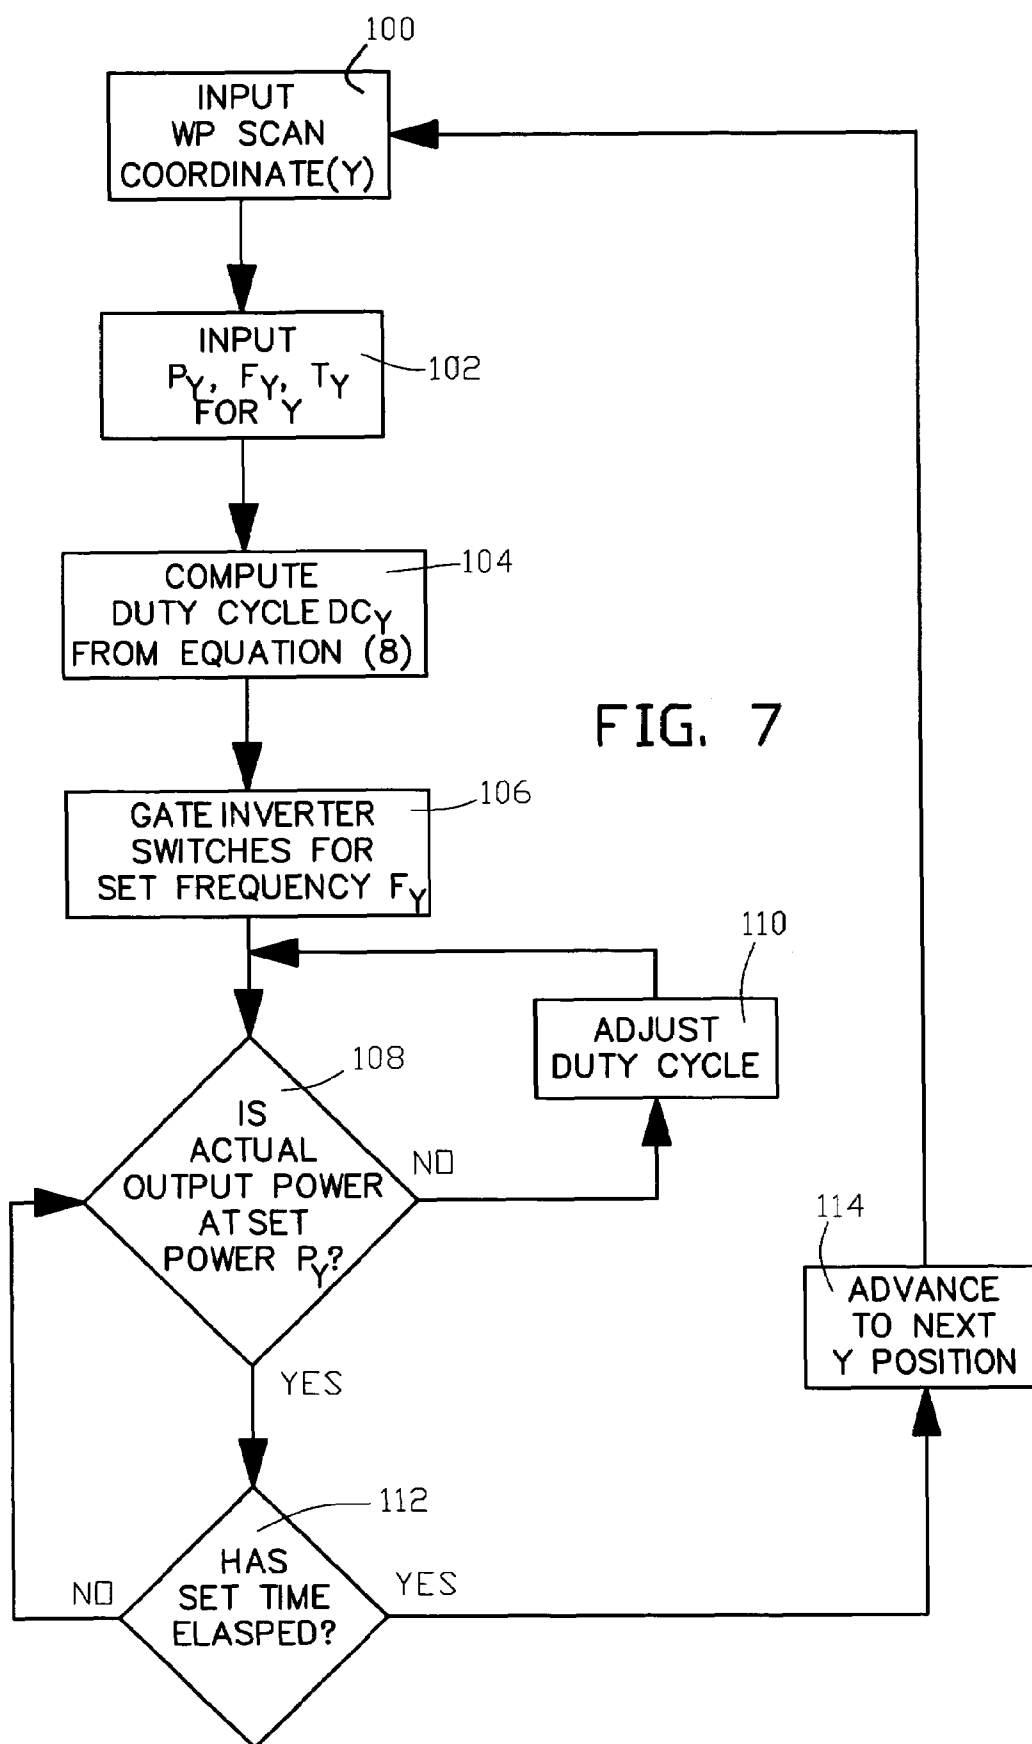 100
INPUT
WP SCAN
COORDINATE(Y)
INPUT
PY, FY, TY
FOR Y
102
COMPUTE
DUTY CYCLE DCY
FROM EQUATION (8)
104
FIG. 7
GATE INVERTER
SWITCHES FOR
SET FREQUENCY FY
106
110
ADJUST
DUTY CYCLE
108
IS
ACTUAL
OUTPUT POWER
AT SET
POWER PY?
NO
YES
114
ADVANCE
TO NEXT
Y POSITION
112
HAS
SET TIME
ELASPED?
NO
YES